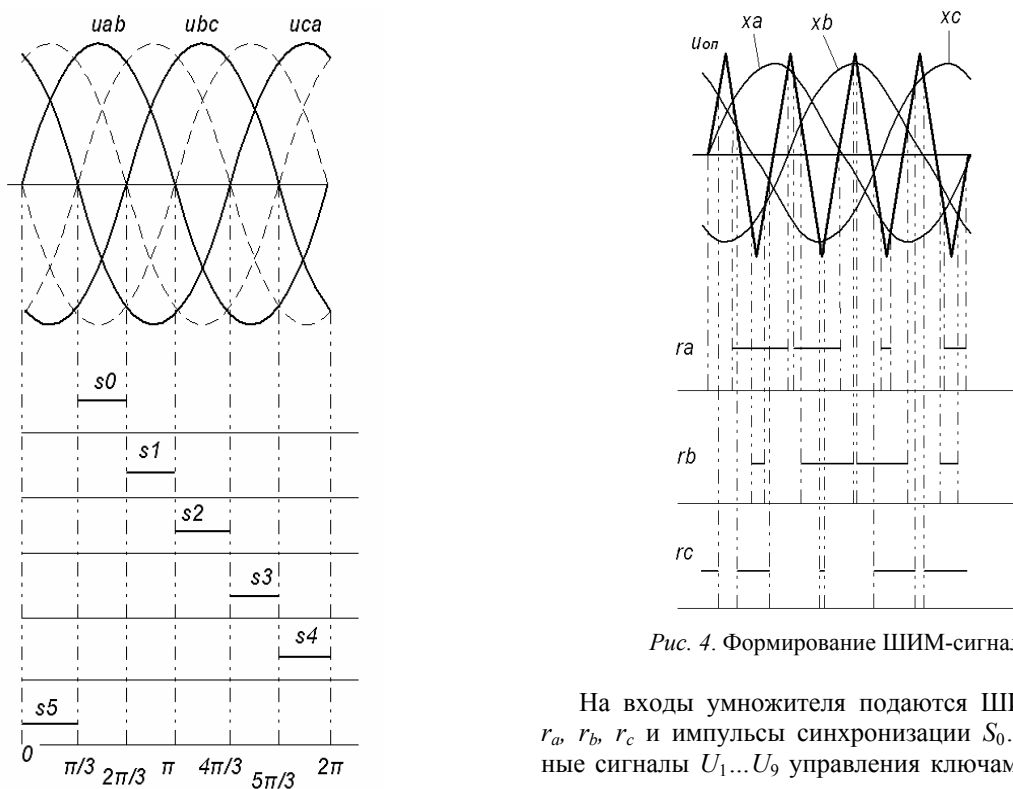 uab ubc uca
s0
s1
s2
s3
s4
s5
0 π/3 2π/3 π 4π/3 5π/3 2π
uоп xa xb xc
ra
rb
rc
Рис. 4. Формирование ШИМ-сигнал
На входы умножителя подаются ШИ
ra, rb, rc и импульсы синхронизации S0.
ные сигналы U1...U9 управления ключам